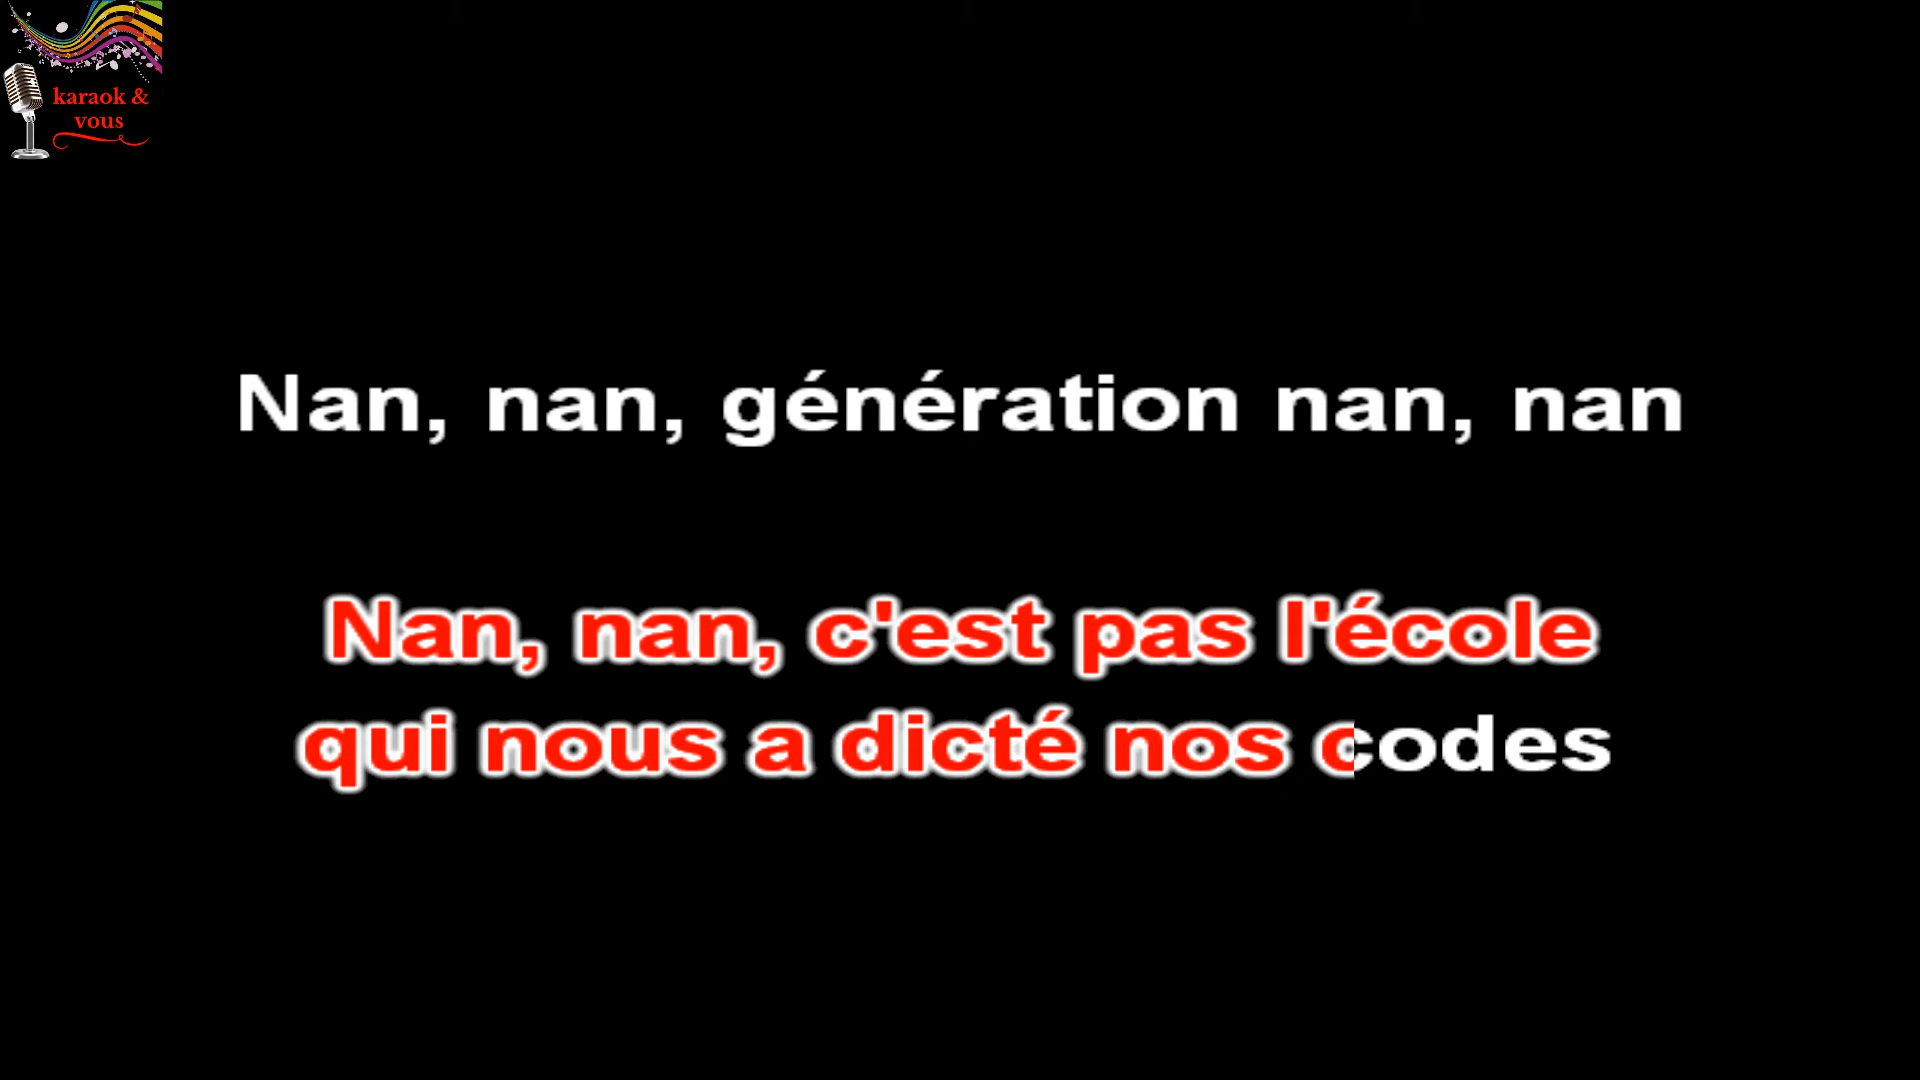 karaok &
vous
Nan, nan, génération nan, nan
Nan, nan, c'est pas l'école
qui nous a dicté nos codes